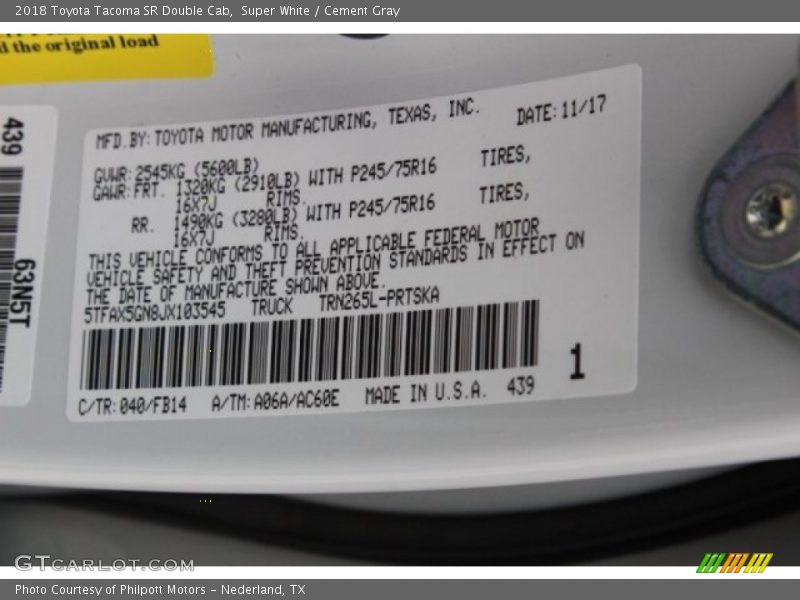 2018 Toyota Tacoma SR Double Cab, Super White / Cement Gray
d the original load
439
63N5T
MFD.BY:TOYOTA MOTOR MANUFACTURING, TEXAS, INC. DATE:11/17
GVWR:2545KG (5600LB)
GAWR:FRT. 1320KG (2910LB) WITH P245/75R16 TIRES,
16X7J RIMS.
RR. 1490KG (3280LB) WITH P245/75R16 TIRES,
16X7J RIMS.
THIS VEHICLE CONFORMS TO ALL APPLICABLE FEDERAL MOTOR
VEHICLE SAFETY AND THEFT PREVENTION STANDARDS IN EFFECT ON
THE DATE OF MANUFACTURE SHOWN ABOVE.
5TFAX5GN8JX103545 TRUCK TRN265L-PRTSKA
1
C/TR:040/FB14 A/TM:A06A/AC60E MADE IN U.S.A. 439
GTCARLOT.COM
Photo Courtesy of Philpott Motors - Nederland, TX